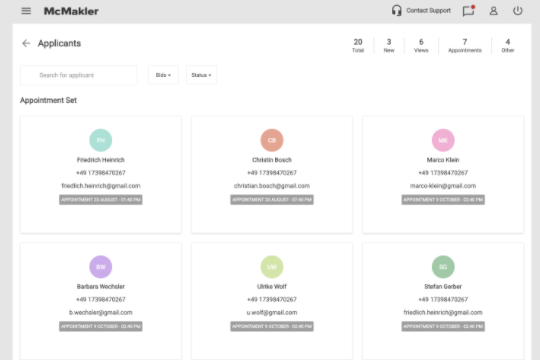 McMakler
Contact Support
Applicants
20 3 6 7 4
Total New Views Appointments Other
Search for applicant
Bids
Status
Appointment Set
FH
Friedrich Heinrich
+49 17398470267
friedlich.heinrich@gmail.com
APPOINTMENT 23 AUGUST - 01:40 PM
CB
Christin Bosch
+49 17398470267
christian.bosch@gmail.com
APPOINTMENT 23 AUGUST - 01:40 PM
MK
Marco Klein
+49 17398470267
marco-klein@gmail.com
APPOINTMENT 9 OCTOBER - 02:40 PM
BW
Barbara Wechsler
+49 17398470267
b.wechsler@gmail.com
APPOINTMENT 9 OCTOBER - 02:40 PM
UW
Ulrike Wolf
+49 17398470267
u.wolf@gmail.com
APPOINTMENT 9 OCTOBER - 02:40 PM
SG
Stefan Gerber
+49 17398470267
friedlich.heinrich@gmail.com
APPOINTMENT 9 OCTOBER - 02:40 PM